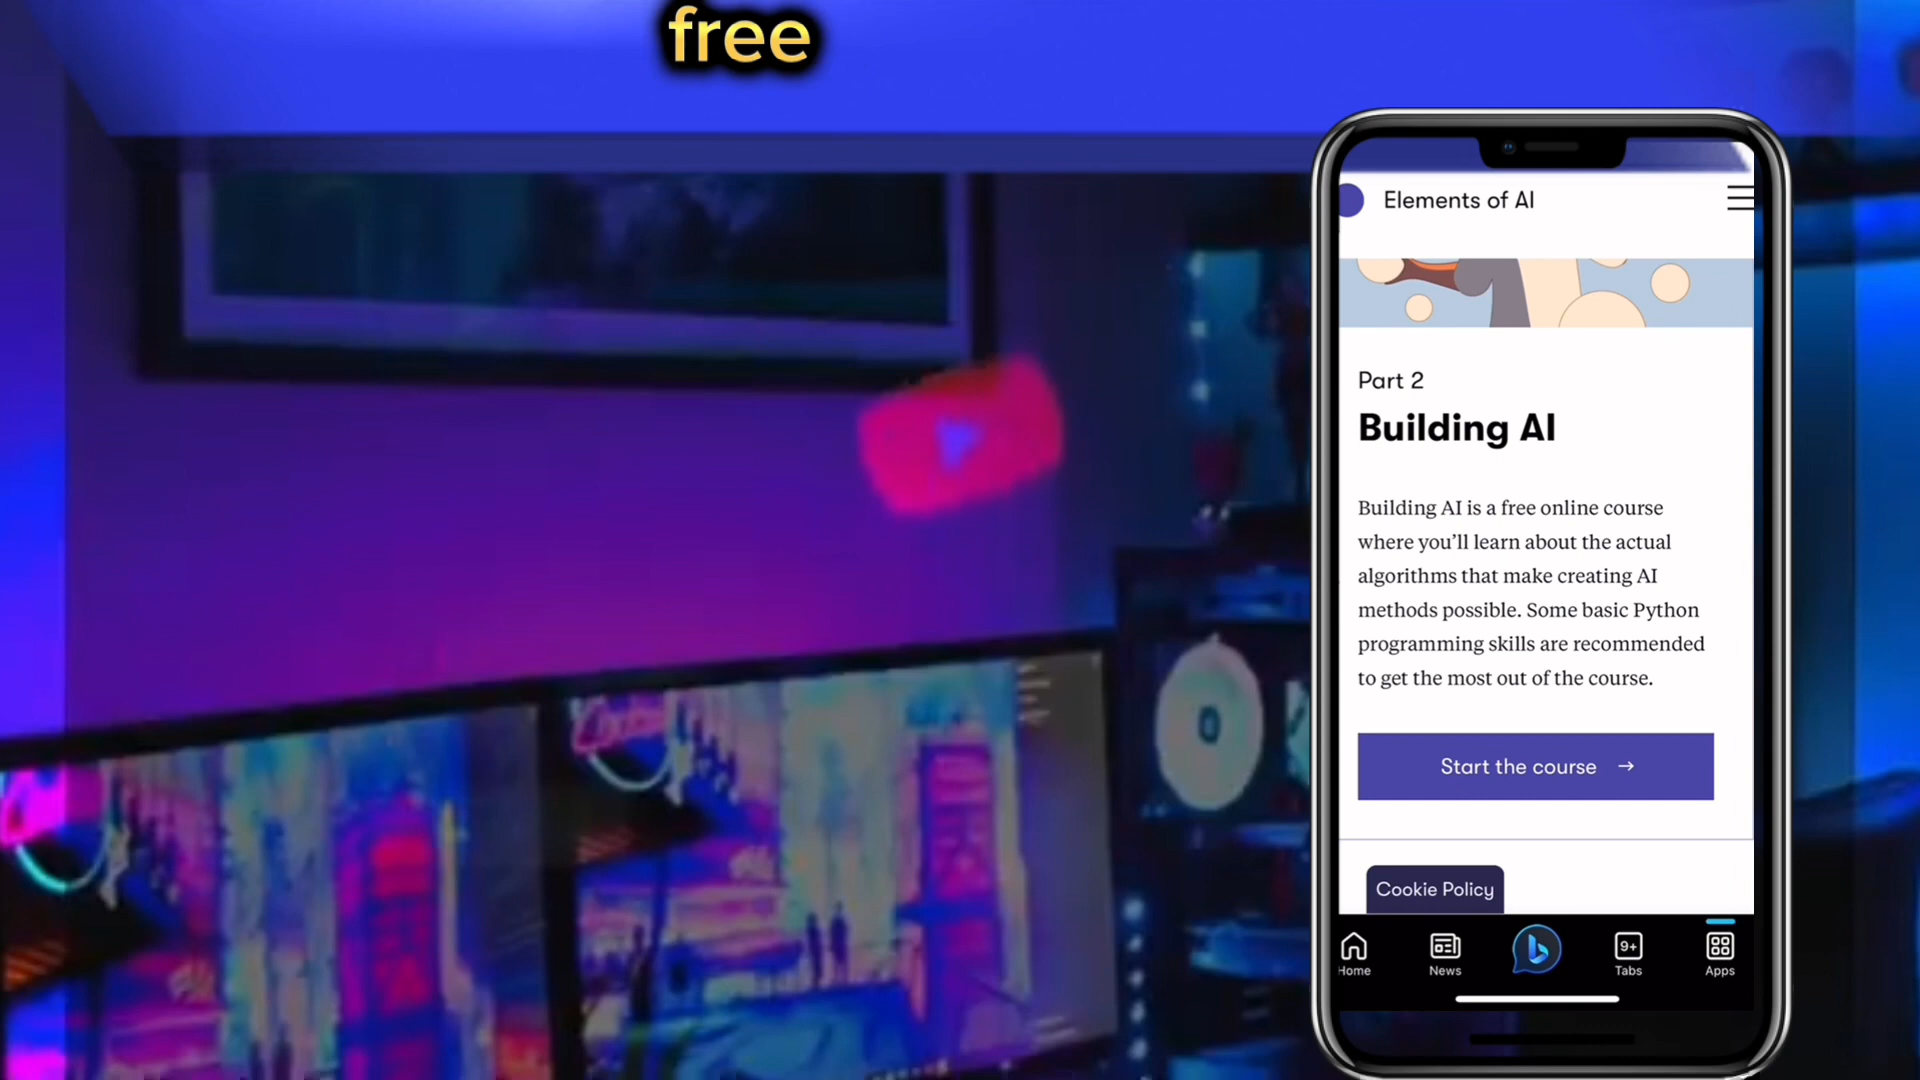 free
Elements of AI
Part 2
Building AI
Building AI is a free online course
where you’ll learn about the actual
algorithms that make creating AI
methods possible. Some basic Python
programming skills are recommended
to get the most out of the course.
Start the course →
Cookie Policy
9+
Home News Tabs Apps